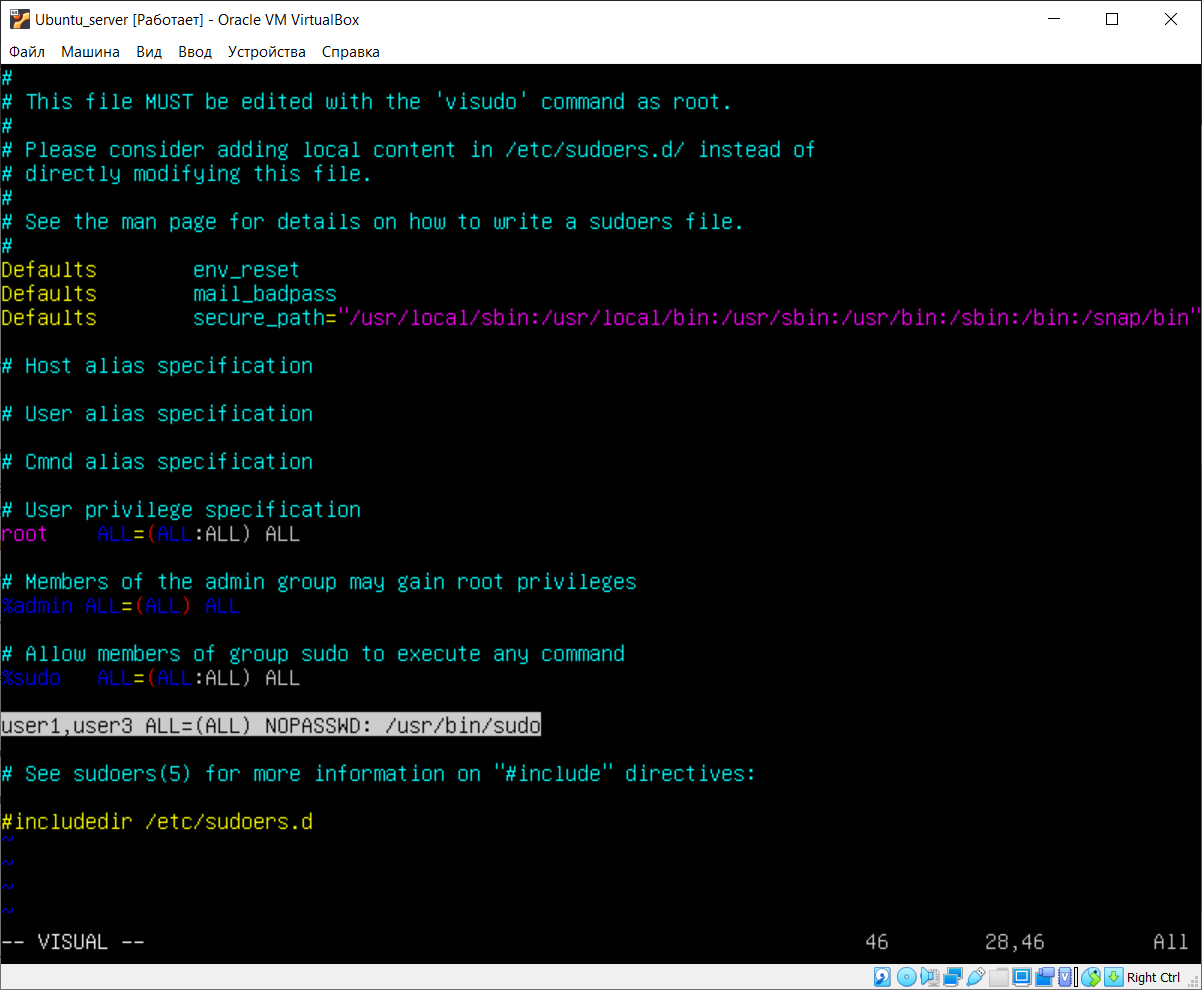 Ubuntu_server [Работает] - Oracle VM VirtualBox
Файл Машина Вид Ввод Устройства Справка
#
# This file MUST be edited with the 'visudo' command as root.
#
# Please consider adding local content in /etc/sudoers.d/ instead of
# directly modifying this file.
#
# See the man page for details on how to write a sudoers file.
#
Defaults        env_reset
Defaults        mail_badpass
Defaults        secure_path="/usr/local/sbin:/usr/local/bin:/usr/sbin:/usr/bin:/sbin:/bin:/snap/bin"
# Host alias specification
# User alias specification
# Cmnd alias specification
# User privilege specification
root    ALL=(ALL:ALL) ALL
# Members of the admin group may gain root privileges
%admin ALL=(ALL) ALL
# Allow members of group sudo to execute any command
%sudo   ALL=(ALL:ALL) ALL
user1,user3 ALL=(ALL) NOPASSWD: /usr/bin/sudo
# See sudoers(5) for more information on "#include" directives:
#includedir /etc/sudoers.d
~
~
~
~
-- VISUAL -- 46 28,46 All
Right Ctrl